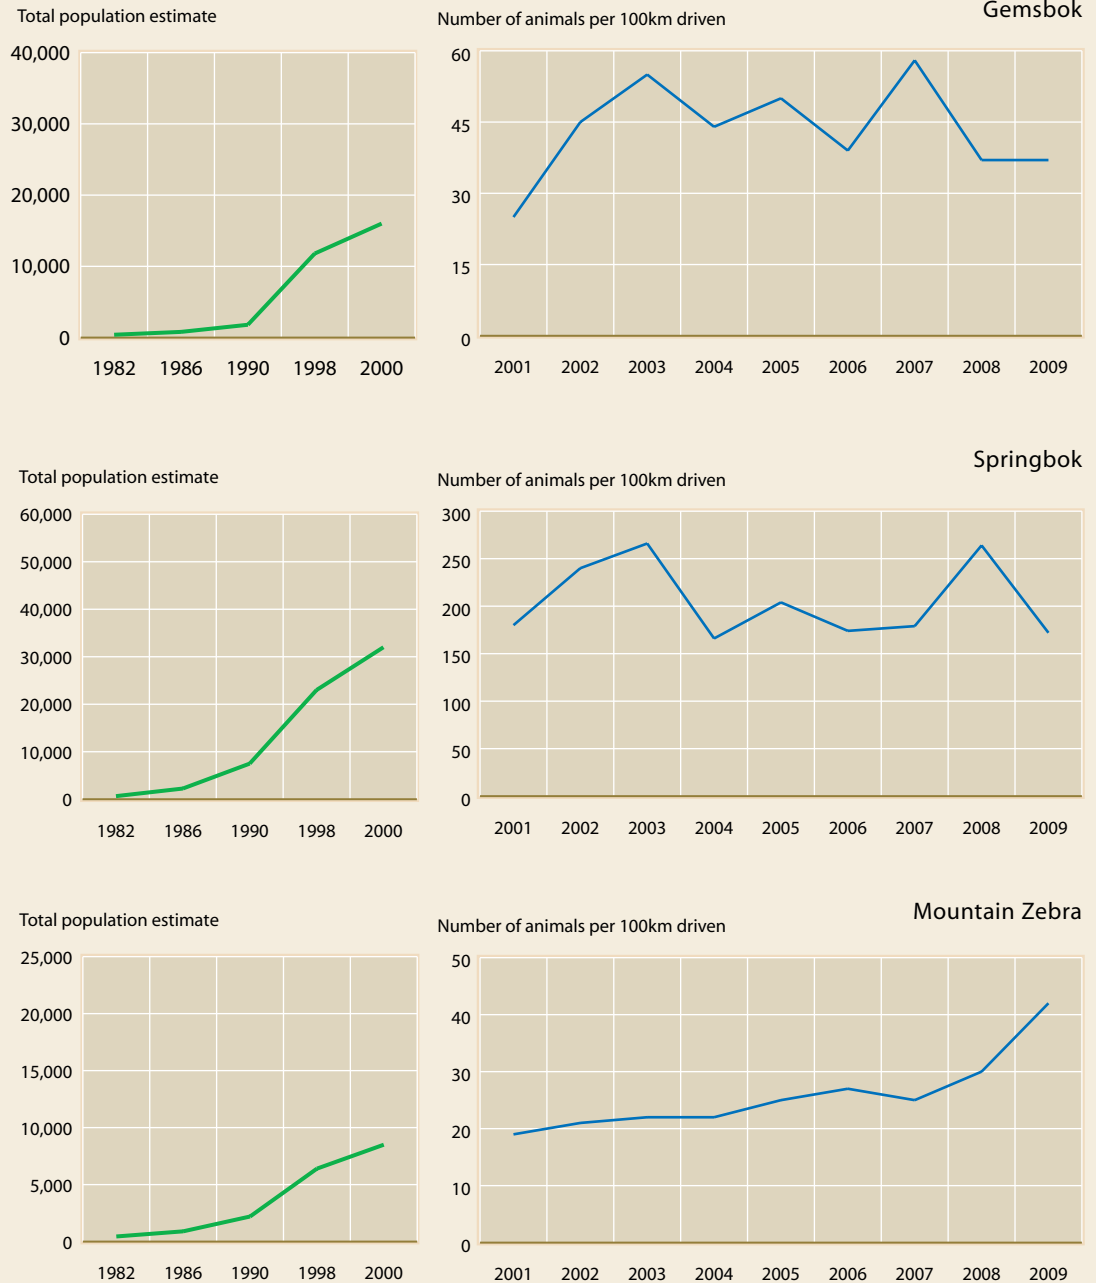 Total population estimate
Number of animals per 100km driven
Gemsbok
40,000
30,000
20,000
10,000
0
1982 1986 1990 1998 2000
60
45
30
15
0
2001 2002 2003 2004 2005 2006 2007 2008 2009
Total population estimate
Number of animals per 100km driven
Springbok
60,000
50,000
40,000
30,000
20,000
10,000
0
1982 1986 1990 1998 2000
300
250
200
150
100
50
0
2001 2002 2003 2004 2005 2006 2007 2008 2009
Total population estimate
Number of animals per 100km driven
Mountain Zebra
25,000
20,000
15,000
10,000
5,000
0
1982 1986 1990 1998 2000
50
40
30
20
10
0
2001 2002 2003 2004 2005 2006 2007 2008 2009